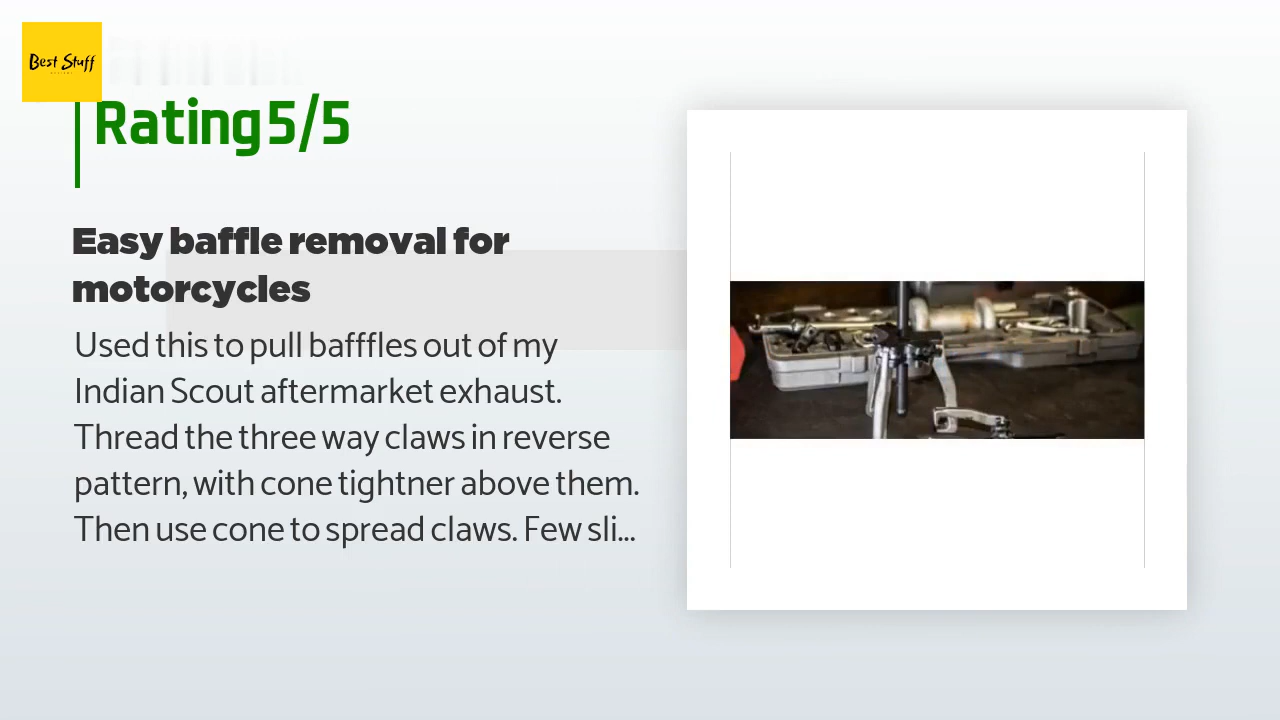 Best Stuff
Rating 5/5
Easy baffle removal for
motorcycles
Used this to pull bafffles out of my
Indian Scout aftermarket exhaust.
Thread the three way claws in reverse
pattern, with cone tightner above them.
Then use cone to spread claws. Few sli...